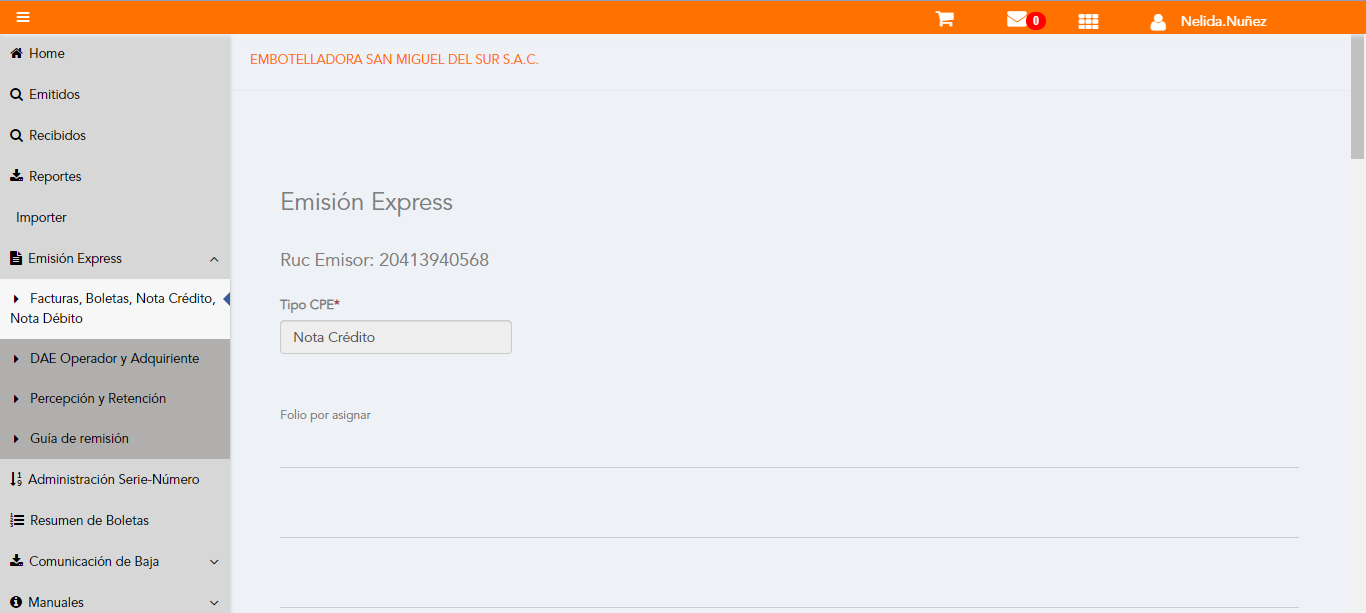 0
Nelida.Nuñez
Home
Emitidos
Recibidos
Reportes
Importer
Emisión Express
Facturas, Boletas, Nota Crédito,
Nota Débito
DAE Operador y Adquiriente
Percepción y Retención
Guía de remisión
Administración Serie-Número
Resumen de Boletas
Comunicación de Baja
Manuales
EMBOTELLADORA SAN MIGUEL DEL SUR S.A.C.
Emisión Express
Ruc Emisor: 20413940568
Tipo CPE*
Nota Crédito
Folio por asignar